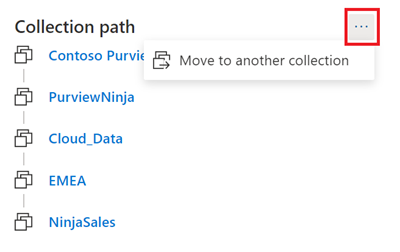 Collection path ...
Contoso Purvie
Move to another collection
PurviewNinja
Cloud_Data
EMEA
NinjaSales